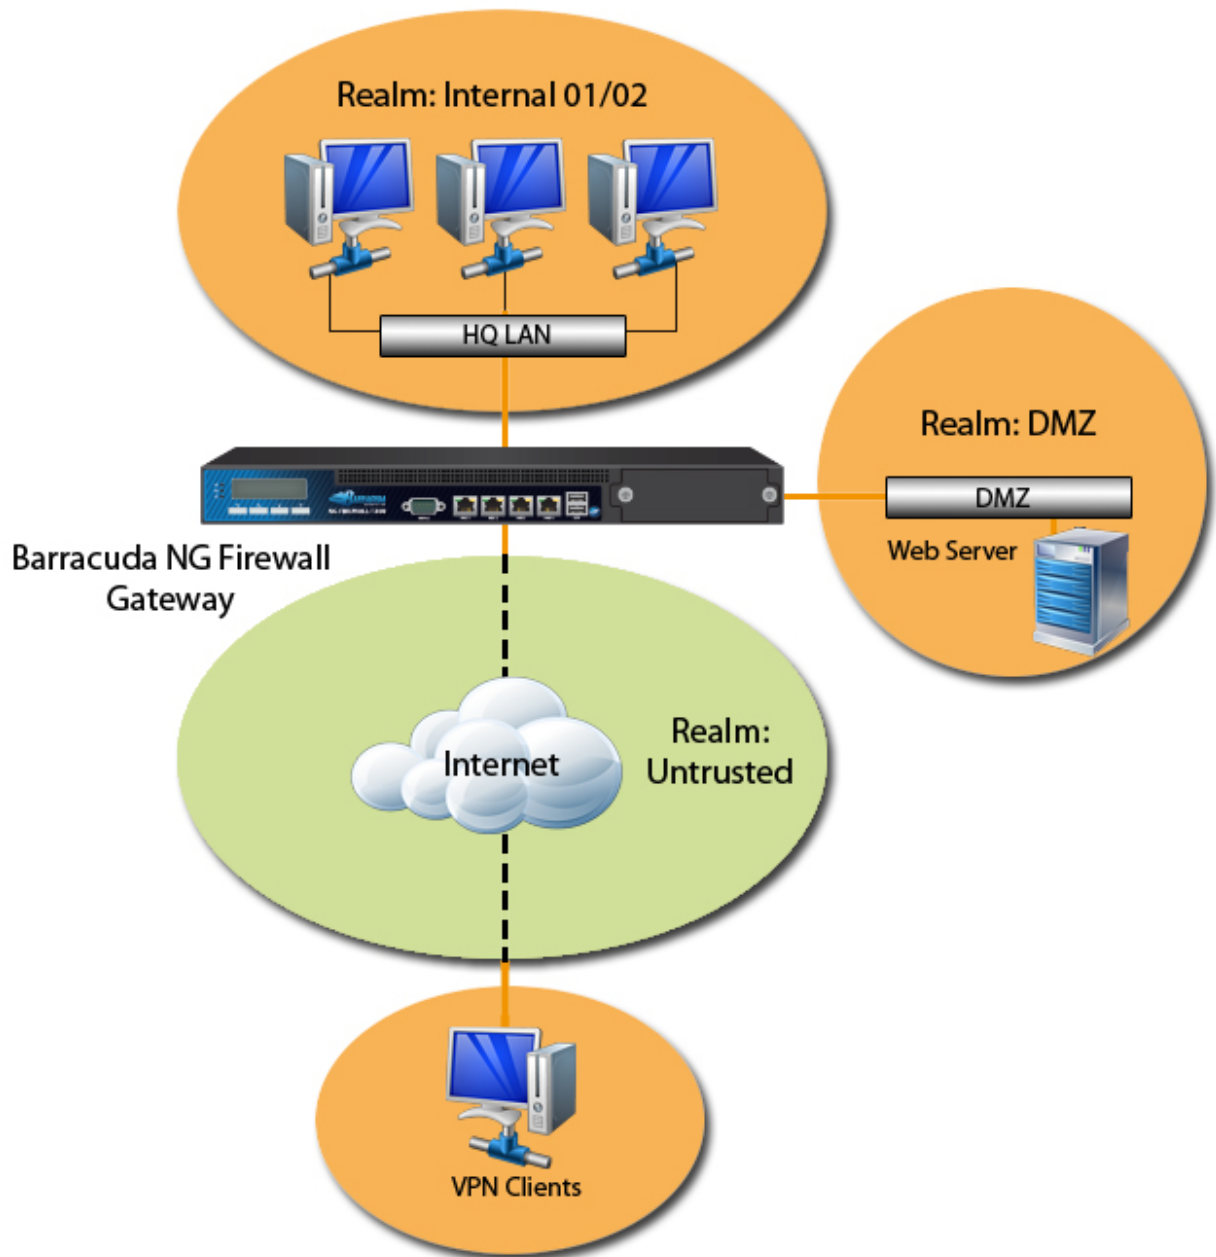 Realm: Internal 01/02
HQ LAN
Realm: DMZ
DMZ
Web Server
Barracuda NG Firewall
Gateway
Internet
Realm:
Untrusted
VPN Clients